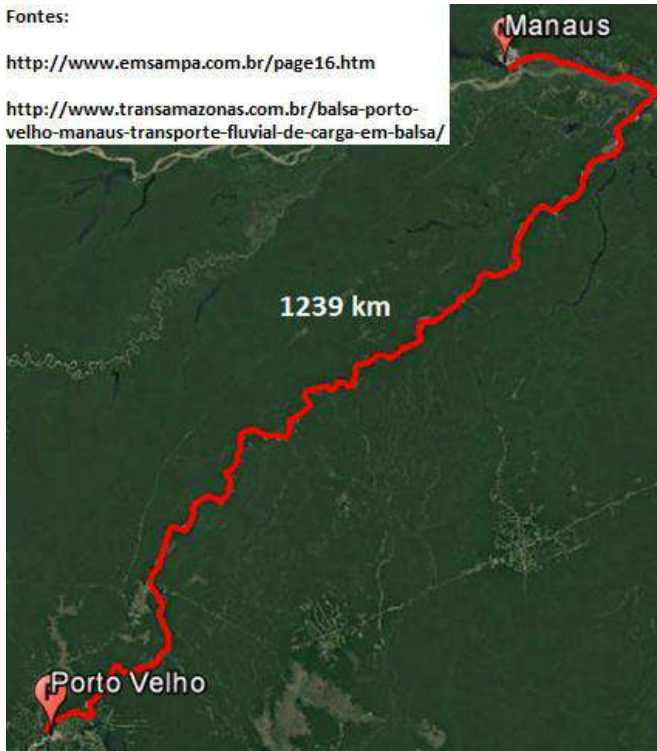 Fontes:
http://www.emsampa.com.br/page16.htm
http://www.transamazonas.com.br/balsa-porto-
velho-manaus-transporte-fluvial-de-carga-em-balsa/
Manaus
1239 km
Porto Velho